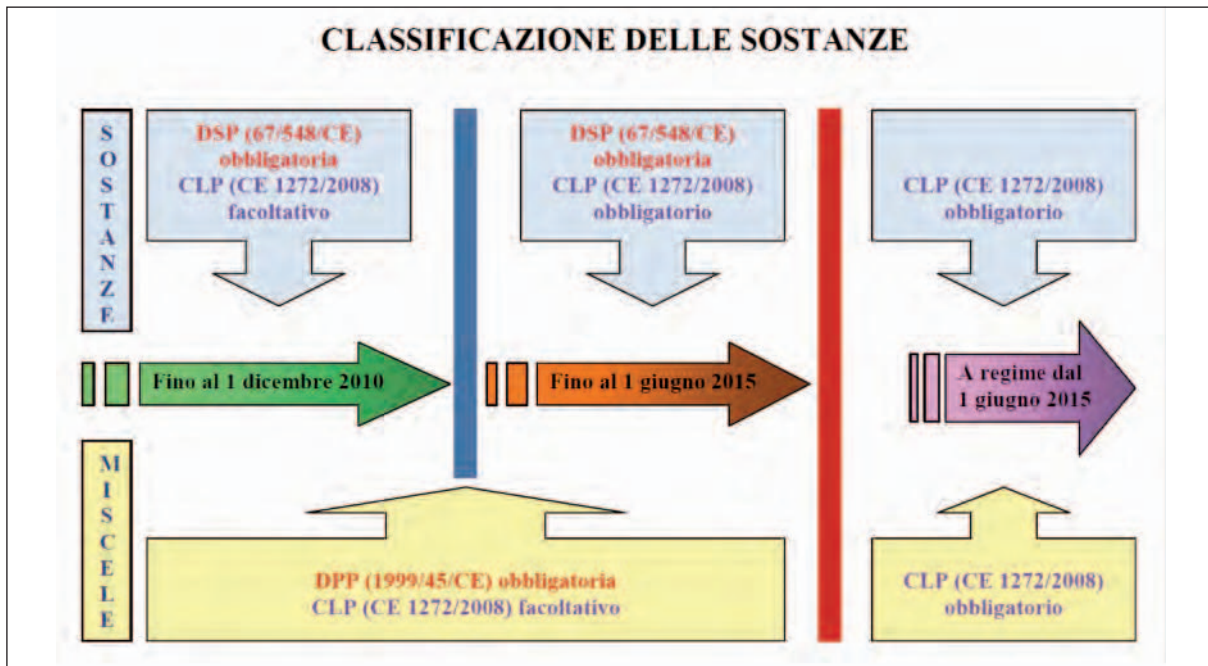 CLASSIFICAZIONE DELLE SOSTANZE
SOSTANZE
DSP (67/548/CE)
obbligatoria
CLP (CE 1272/2008)
facoltativo
DSP (67/548/CE)
obbligatoria
CLP (CE 1272/2008)
obbligatorio
CLP (CE 1272/2008)
obbligatorio
Fino al 1 dicembre 2010
Fino al 1 giugno 2015
A regime dal
1 giugno 2015
MISCELE
DPP (1999/45/CE) obbligatoria
CLP (CE 1272/2008) facoltativo
CLP (CE 1272/2008)
obbligatorio